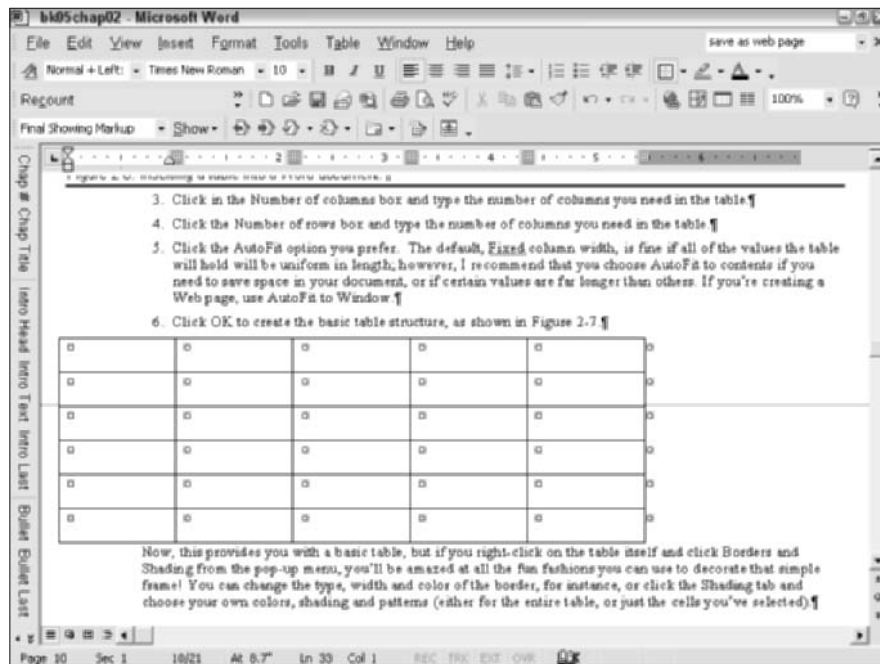 bk05chap02 - Microsoft Word
File Edit View Insert Format Tools Table Window Help
save as web page
Normal + Left: Times New Roman 10 B I U
Recount
100%
Final Showing Markup Show
2 3 4 5 6
Figure 2-6: Inserting a table into a Word document.¶
3. Click in the Number of columns box and type the number of columns you need in the table¶
4. Click the Number of rows box and type the number of columns you need in the table.¶
5. Click the AutoFit option you prefer. The default, Fixed column width, is fine if all of the values the table
will hold will be uniform in length; however, I recommend that you choose AutoFit to contents if you
need to save space in your document, or if certain values are far longer than others. If you're creating a
Web page, use AutoFit to Window.¶
6. Click OK to create the basic table structure, as shown in Figure 2-7.¶
Now, this provides you with a basic table, but if you right-click on the table itself and click Borders and
Shading from the pop-up menu, you'll be amazed at all the fun fashions you can use to decorate that simple
frame! You can change the type, width and color of the border, for instance, or click the Shading tab and
choose your own colors, shading and patterns (either for the entire table, or just the cells you've selected).¶
Chap # Chap Title Intro Head Intro Text Intro Last Bullet Bullet Last
Page 10 Sec 1 10/21 At 8.7" Ln 33 Col 1 REC TRK EXT OVR